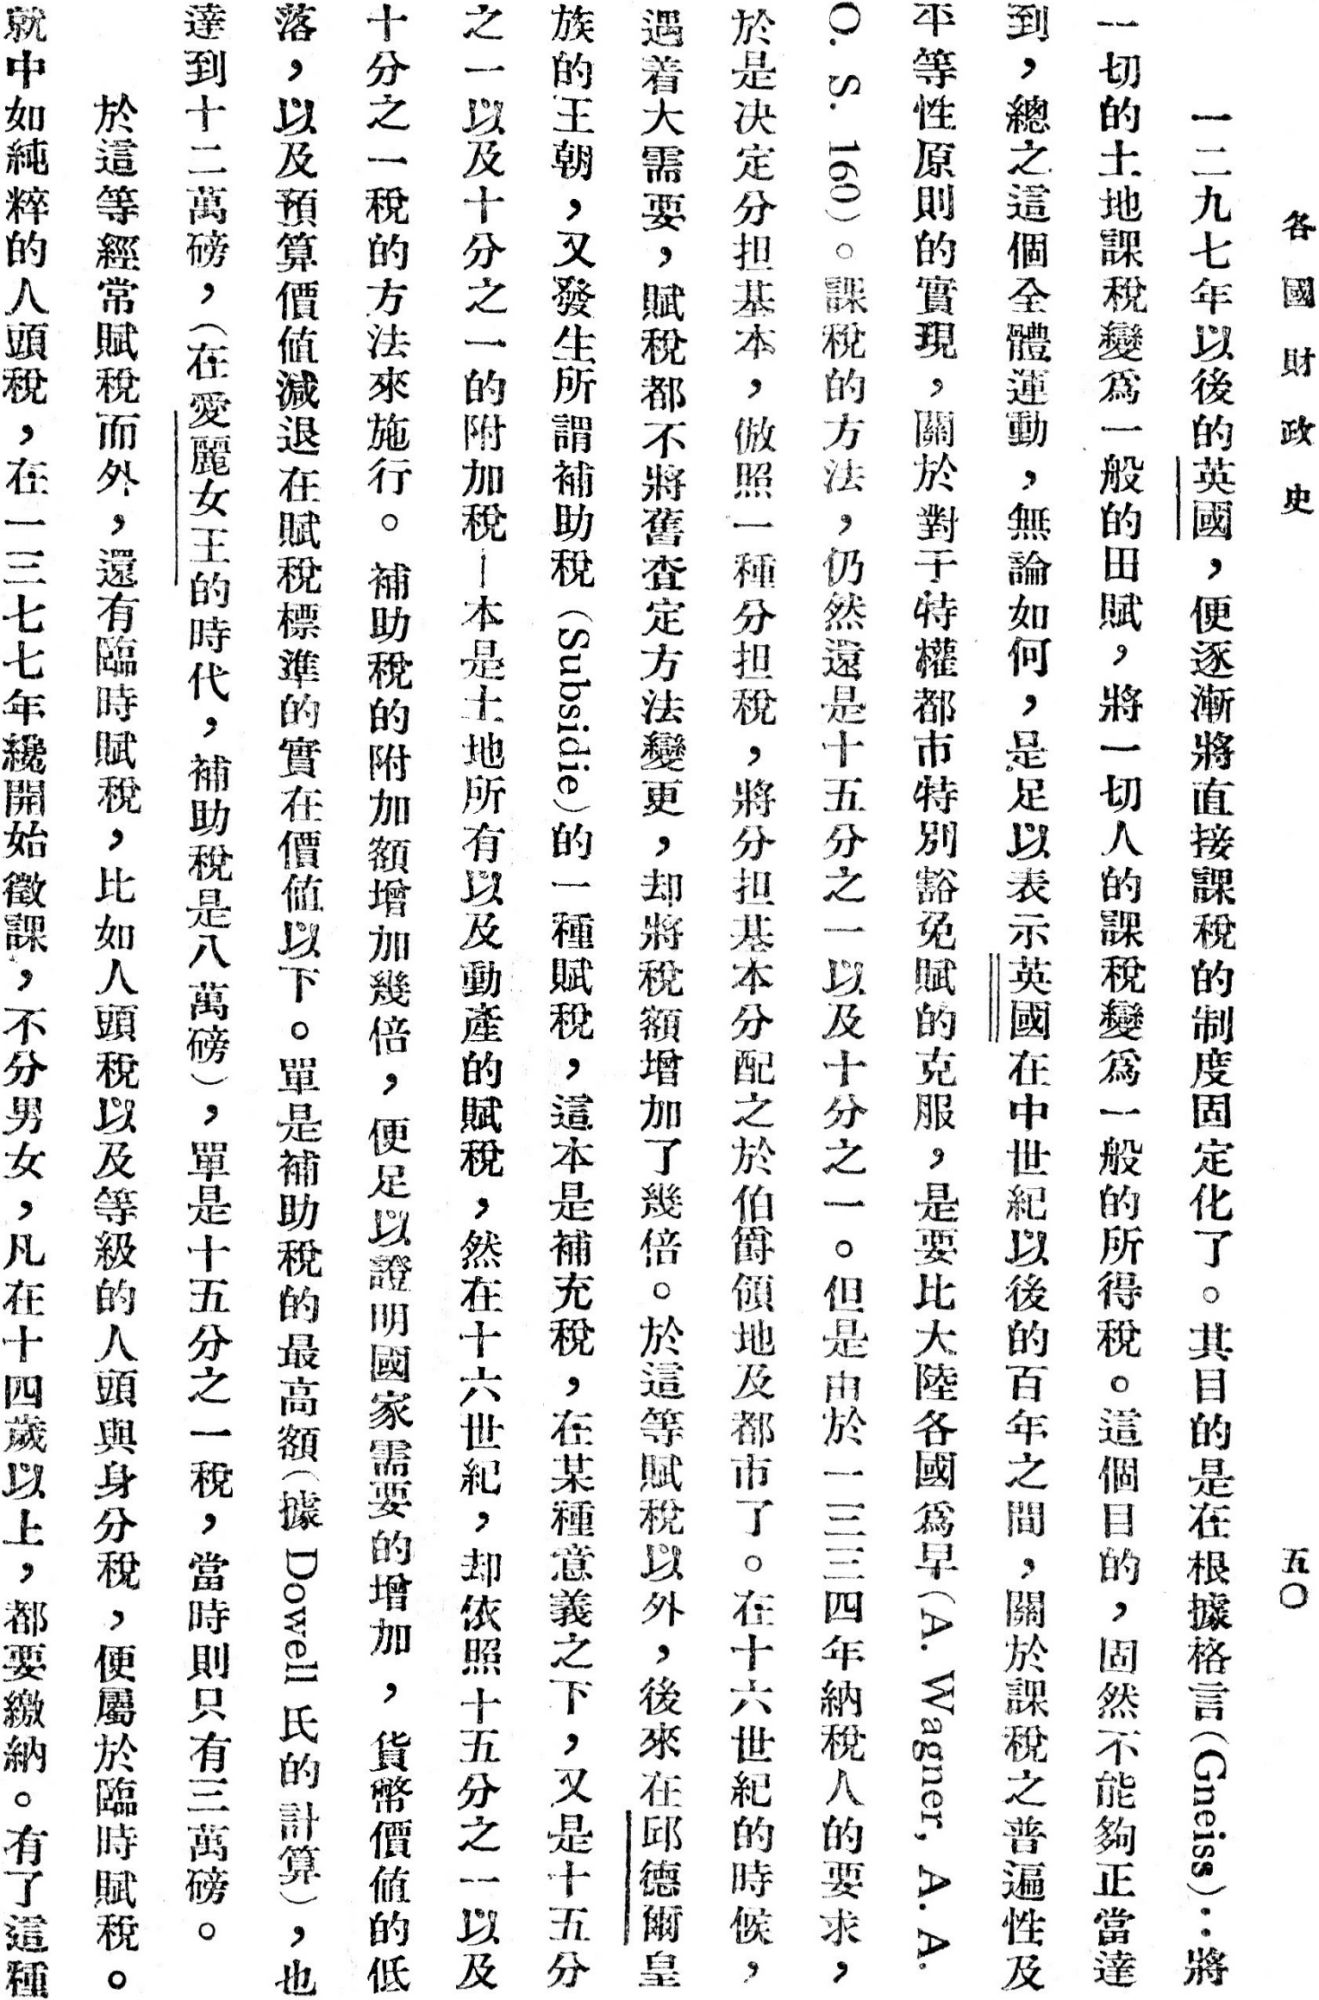 各國財政史
五〇
一二九七年以後的英國，便逐漸將直接課稅的制度固定化了。其目的是在根據格言(Gneiss)：將
一切的土地課稅變爲一般的田賦，將一切人的課稅變爲一般的所得稅。這個目的，固然不能夠正當達
到，總之這個全體運動，無論如何，是足以表示英國在中世紀以後的百年之間，關於課稅之普遍性及
平等性原則的實現，關於對于特權都市特別豁免賦的克服，是要比大陸各國爲早(A. Wagner, A. A.
O. S. 160)。課稅的方法，仍然還是十五分之一以及十分之一。但是由於一三三四年納稅人的要求，
於是决定分担基本，倣照一種分担稅，將分担基本分配之於伯爵領地及都市了。在十六世紀的時候，
遇着大需要，賦稅都不將舊查定方法變更，却將稅額增加了幾倍。於這等賦稅以外，後來在邱德爾皇
族的王朝，又發生所謂補助稅(Subsidie)的一種賦稅，這本是補充稅，在某種意義之下，又是十五分
之一以及十分之一的附加稅—本是土地所有以及動產的賦稅，然在十六世紀，却依照十五分之一以及
十分之一稅的方法來施行。補助稅的附加額增加幾倍，便足以證明國家需要的增加，貨幣價值的低
落，以及預算價値減退在賦稅標準的實在價値以下。單是補助稅的最高額(據 Dowell 氏的計算)，也
達到十二萬磅，(在愛麗女王的時代，補助稅是八萬磅)，單是十五分之一稅，當時則只有三萬磅。
於這等經常賦稅而外，還有臨時賦稅，比如人頭稅以及等級的人頭與身分稅，便屬於臨時賦稅。
就中如純粹的人頭稅，在一三七七年纔開始徵課，不分男女，凡在十四歲以上，都要繳納。有了這種